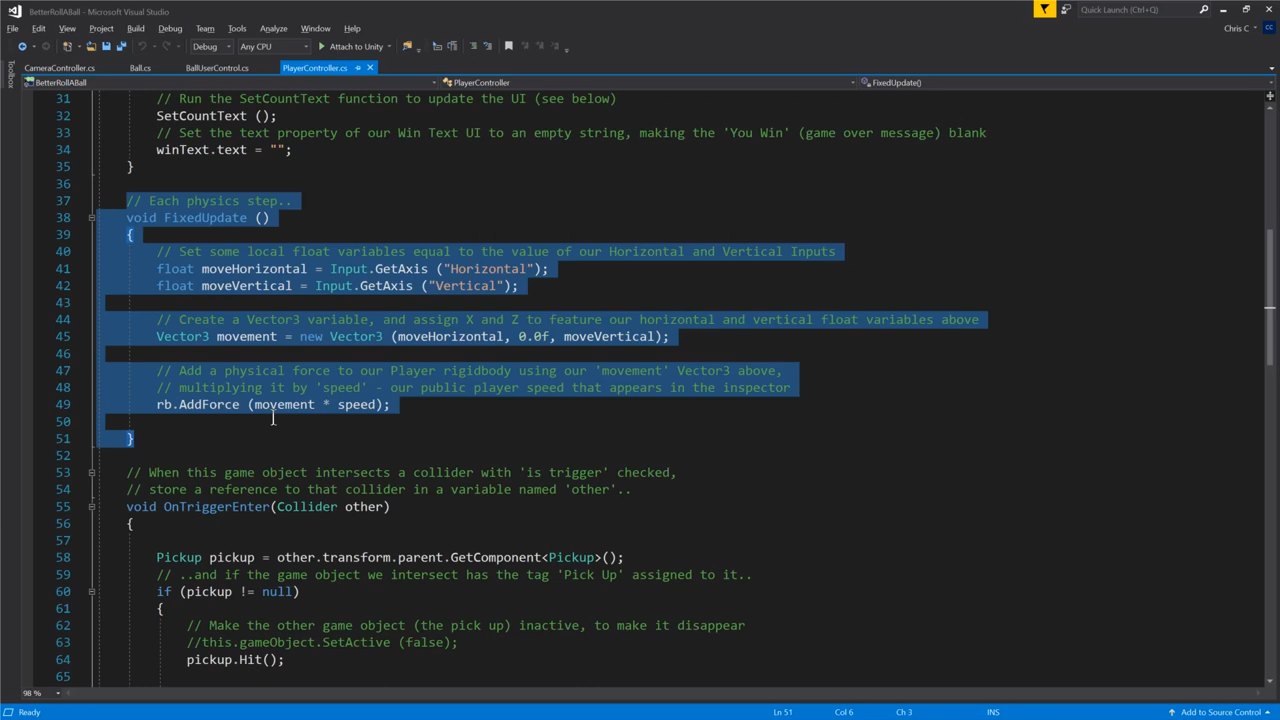 BetterRollABall - Microsoft Visual Studio
Quick Launch (Ctrl+Q)
File Edit View Project Build Debug Team Tools Analyze Window Help
Chris C
CC
Debug Any CPU Attach to Unity
Toolbox
CameraController.cs Ball.cs BallUserControl.cs PlayerController.cs
BetterRollABall PlayerController FixedUpdate()
31 // Run the SetCountText function to update the UI (see below)
32 SetCountText ();
33 // Set the text property of our Win Text UI to an empty string, making the 'You Win' (game over message) blank
34 winText.text = "";
35 }
36
37 // Each physics step..
38 void FixedUpdate ()
39 {
40 // Set some local float variables equal to the value of our Horizontal and Vertical Inputs
41 float moveHorizontal = Input.GetAxis ("Horizontal");
42 float moveVertical = Input.GetAxis ("Vertical");
43
44 // Create a Vector3 variable, and assign X and Z to feature our horizontal and vertical float variables above
45 Vector3 movement = new Vector3 (moveHorizontal, 0.0f, moveVertical);
46
47 // Add a physical force to our Player rigidbody using our 'movement' Vector3 above,
48 // multiplying it by 'speed' - our public player speed that appears in the inspector
49 rb.AddForce (movement * speed);
50
51 }
52
53 // When this game object intersects a collider with 'is trigger' checked,
54 // store a reference to that collider in a variable named 'other'..
55 void OnTriggerEnter(Collider other)
56 {
57
58 Pickup pickup = other.transform.parent.GetComponent<Pickup>();
59 // ..and if the game object we intersect has the tag 'Pick Up' assigned to it..
60 if (pickup != null)
61 {
62 // Make the other game object (the pick up) inactive, to make it disappear
63 //this.gameObject.SetActive (false);
64 pickup.Hit();
65
98 %
Ready Ln 51 Col 6 Ch 3 INS Add to Source Control